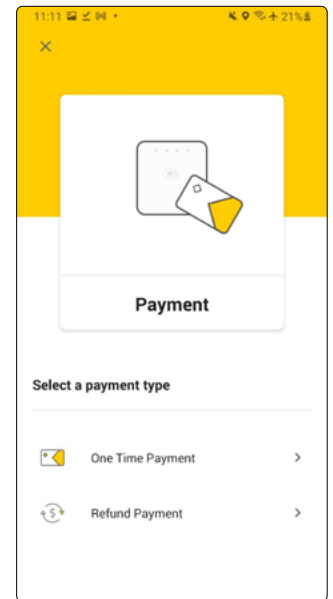 11:11 21%
Payment
Select a payment type
One Time Payment
Refund Payment